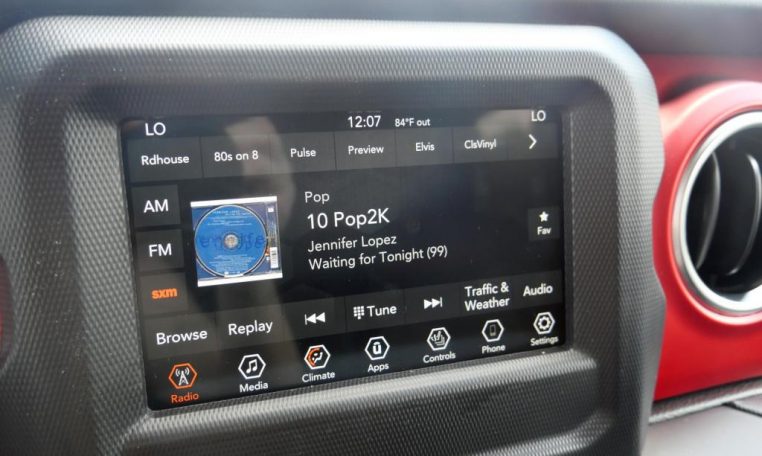 LO 12:07 84°F out LO
Rdhouse 80s on 8 Pulse Preview Elvis ClsVinyl
AM
FM
sxm
Pop
10 Pop2K
Jennifer Lopez
Waiting for Tonight (99)
Fav
Browse Replay Tune Traffic & Weather Audio
Radio Media Climate Apps Controls Phone Settings